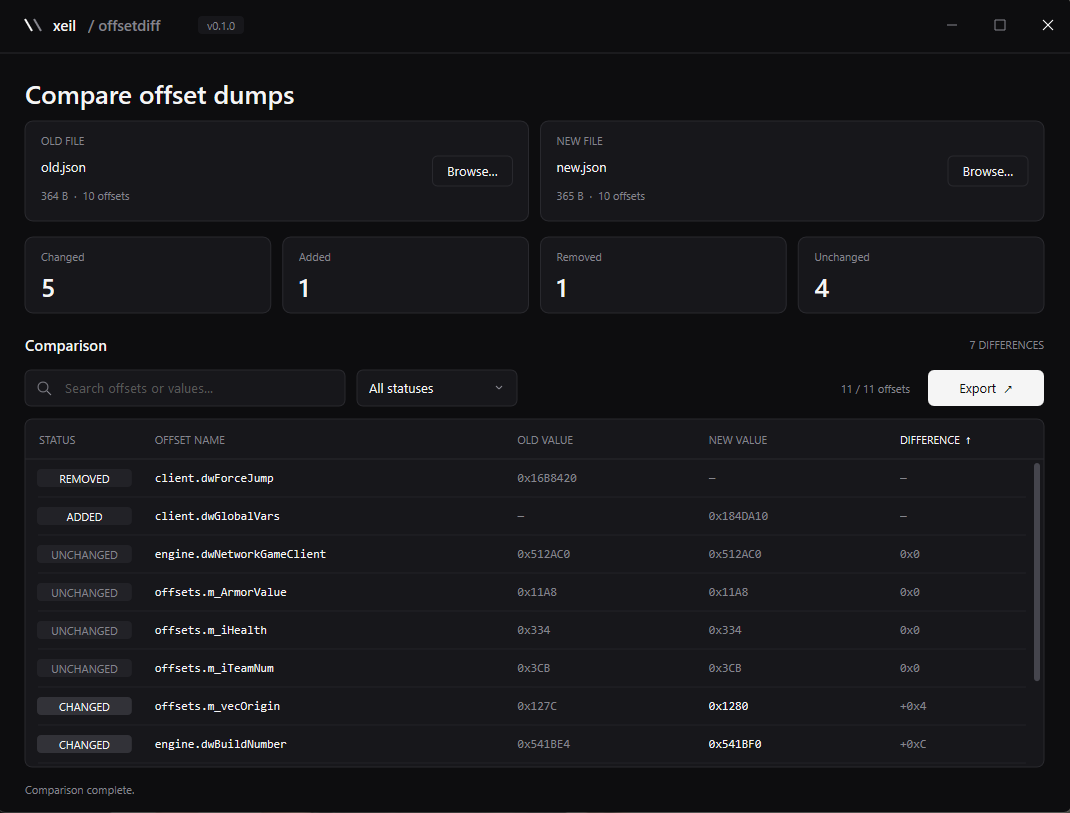 xeil / offsetdiff v0.1.0
Compare offset dumps
OLD FILE
old.json
Browse...
364 B · 10 offsets
NEW FILE
new.json
Browse...
365 B · 10 offsets
Changed
5
Added
1
Removed
1
Unchanged
4
Comparison
7 DIFFERENCES
Search offsets or values...
All statuses
11 / 11 offsets
Export ↗
STATUS OFFSET NAME OLD VALUE NEW VALUE DIFFERENCE ↑
REMOVED client.dwForceJump 0x16B8420 — —
ADDED client.dwGlobalVars — 0x184DA10 —
UNCHANGED engine.dwNetworkGameClient 0x512AC0 0x512AC0 0x0
UNCHANGED offsets.m_ArmorValue 0x11A8 0x11A8 0x0
UNCHANGED offsets.m_iHealth 0x334 0x334 0x0
UNCHANGED offsets.m_iTeamNum 0x3CB 0x3CB 0x0
CHANGED offsets.m_vecOrigin 0x127C 0x1280 +0x4
CHANGED engine.dwBuildNumber 0x541BE4 0x541BF0 +0xC
Comparison complete.